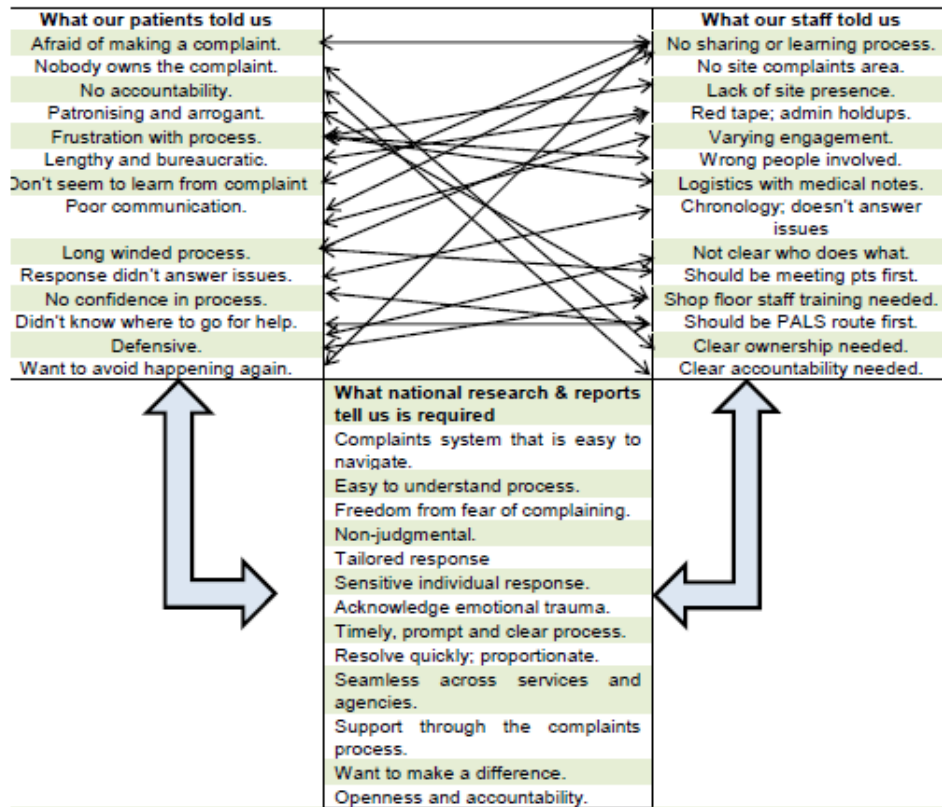 What our patients told us
Afraid of making a complaint.
Nobody owns the complaint.
No accountability.
Patronising and arrogant.
Frustration with process.
Lengthy and bureaucratic.
Don't seem to learn from complaint
Poor communication.
Long winded process.
Response didn't answer issues.
No confidence in process.
Didn't know where to go for help.
Defensive.
Want to avoid happening again.
What our staff told us
No sharing or learning process.
No site complaints area.
Lack of site presence.
Red tape; admin holdups.
Varying engagement.
Wrong people involved.
Logistics with medical notes.
Chronology; doesn't answer
issues
Not clear who does what.
Should be meeting pts first.
Shop floor staff training needed.
Should be PALS route first.
Clear ownership needed.
Clear accountability needed.
What national research & reports
tell us is required
Complaints system that is easy to
navigate.
Easy to understand process.
Freedom from fear of complaining.
Non-judgmental.
Tailored response
Sensitive individual response.
Acknowledge emotional trauma.
Timely, prompt and clear process.
Resolve quickly; proportionate.
Seamless across services and
agencies.
Support through the complaints
process.
Want to make a difference.
Openness and accountability.